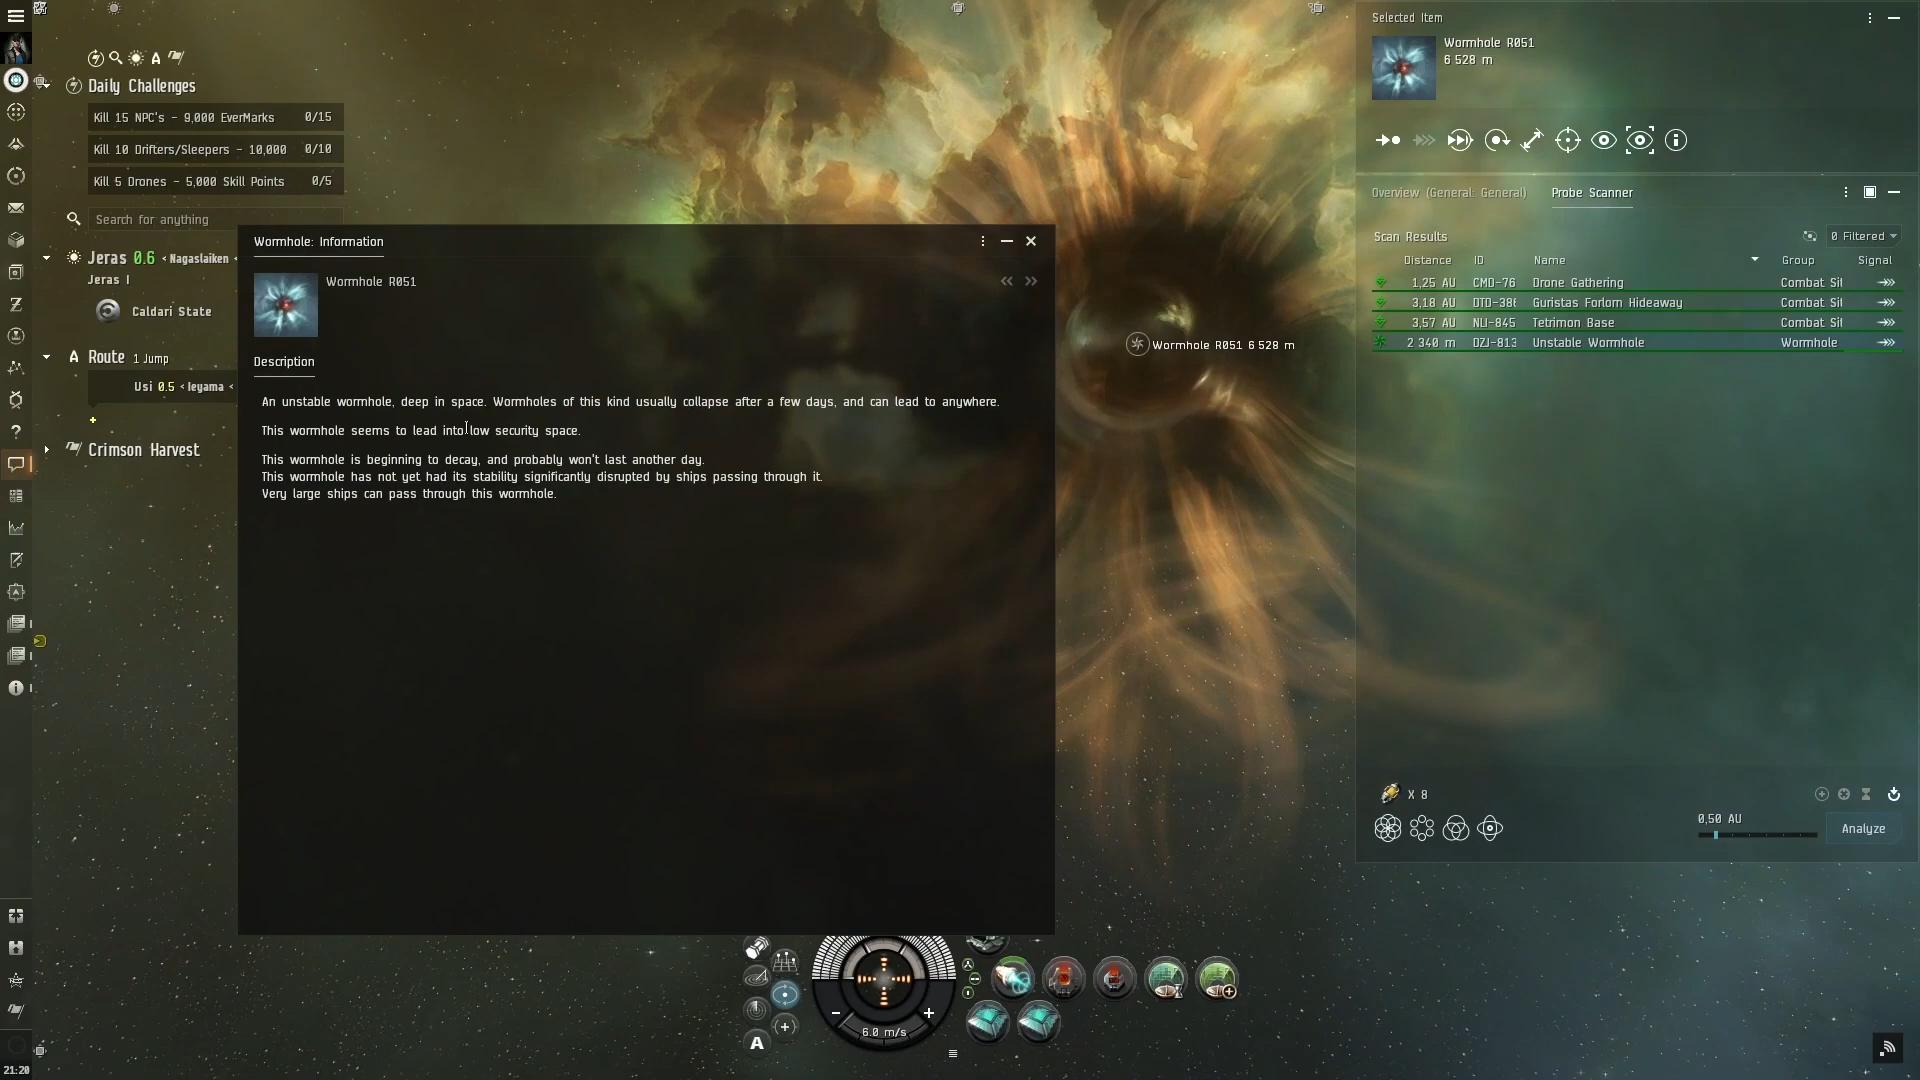 Daily Challenges
Kill 15 NPC's - 9,000 EverMarks 0/15
Kill 10 Drifters/Sleepers - 10,000 0/10
Kill 5 Drones - 5,000 Skill Points 0/5
Search for anything
Jeras 0.6 < Nagaslaiken <
Jeras I
Caldari State
A Route 1 Jump
Usi 0.5 < Ieyama <
Crimson Harvest
21:20
Wormhole: Information
Wormhole R051
Description
An unstable wormhole, deep in space. Wormholes of this kind usually collapse after a few days, and can lead to anywhere.
This wormhole seems to lead into low security space.
This wormhole is beginning to decay, and probably won't last another day.
This wormhole has not yet had its stability significantly disrupted by ships passing through it.
Very large ships can pass through this wormhole.
Wormhole R051 6 528 m
6.0 m/s
A
Selected Item
Wormhole R051
6 528 m
Overview (General: General) Probe Scanner
Scan Results 0 Filtered
Distance ID Name Group Signal
1,25 AU CMD-76 Drone Gathering Combat Sit
3,18 AU DTD-386 Guristas Forlorn Hideaway Combat Sit
3,57 AU NLI-845 Tetrimon Base Combat Sit
2 340 m DZJ-813 Unstable Wormhole Wormhole
X 8
0,50 AU
Analyze